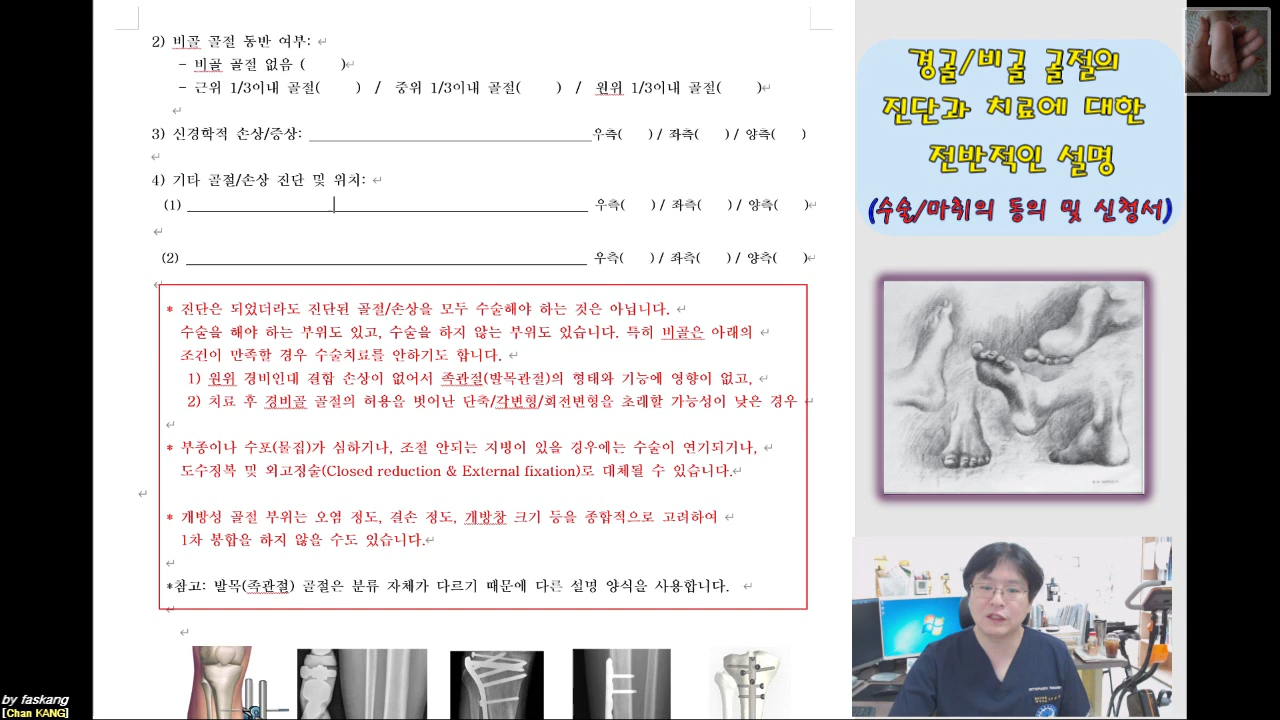 2) 비골 골절 동반 여부:
- 비골 골절 없음 ( )
- 근위 1/3이내 골절( ) / 중위 1/3이내 골절( ) / 원위 1/3이내 골절( )
3) 신경학적 손상/증상: 우측( ) / 좌측( ) / 양측( )
4) 기타 골절/손상 진단 및 위치:
(1) 우측( ) / 좌측( ) / 양측( )
(2) 우측( ) / 좌측( ) / 양측( )
* 진단은 되었더라도 진단된 골절/손상을 모두 수술해야 하는 것은 아닙니다.
수술을 해야 하는 부위도 있고, 수술을 하지 않는 부위도 있습니다. 특히 비골은 아래의
조건이 만족할 경우 수술치료를 안하기도 합니다.
1) 원위 경비인대 결합 손상이 없어서 족관절(발목관절)의 형태와 기능에 영향이 없고,
2) 치료 후 경비골 골절의 허용을 벗어난 단축/각변형/회전변형을 초래할 가능성이 낮은 경우
* 부종이나 수포(물집)가 심하거나, 조절 안되는 지병이 있을 경우에는 수술이 연기되거나,
도수정복 및 외고정술(Closed reduction & External fixation)로 대체될 수 있습니다.
* 개방성 골절 부위는 오염 정도, 결손 정도, 개방창 크기 등을 종합적으로 고려하여
1차 봉합을 하지 않을 수도 있습니다.
*참고: 발목(족관절) 골절은 분류 자체가 다르기 때문에 다른 설명 양식을 사용합니다.
경골/비골 골절의
진단과 치료에 대한
전반적인 설명
(수술/마취의 동의 및 신청서)
by faskang
[Chan KANG]